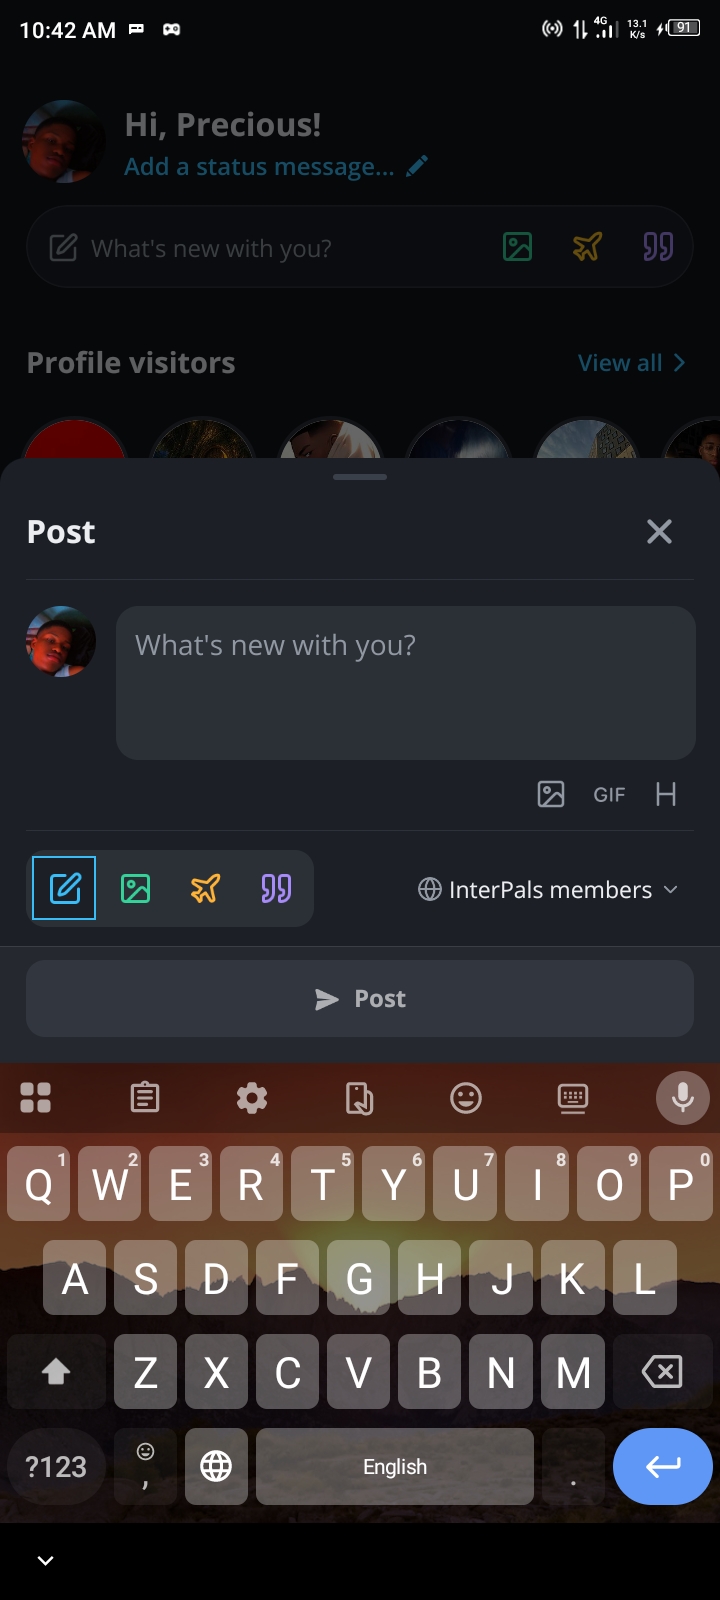 10:42 AM 4G 13.1 K/s 91
Hi, Precious!
Add a status message...
What's new with you?
Profile visitors View all
Post
What's new with you?
GIF H
InterPals members
Post
Q 1 W 2 E 3 R 4 T 5 Y 6 U 7 I 8 O 9 P 0
A S D F G H J K L
Z X C V B N M
?123 , English .